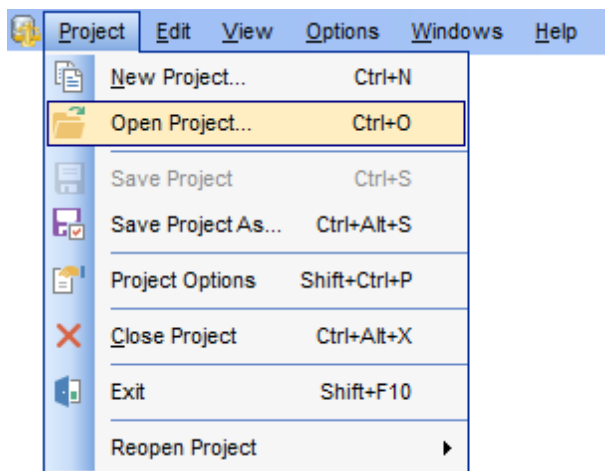 Project Edit View Options Windows Help
New Project... Ctrl+N
Open Project... Ctrl+O
Save Project Ctrl+S
Save Project As... Ctrl+Alt+S
Project Options Shift+Ctrl+P
Close Project Ctrl+Alt+X
Exit Shift+F10
Reopen Project